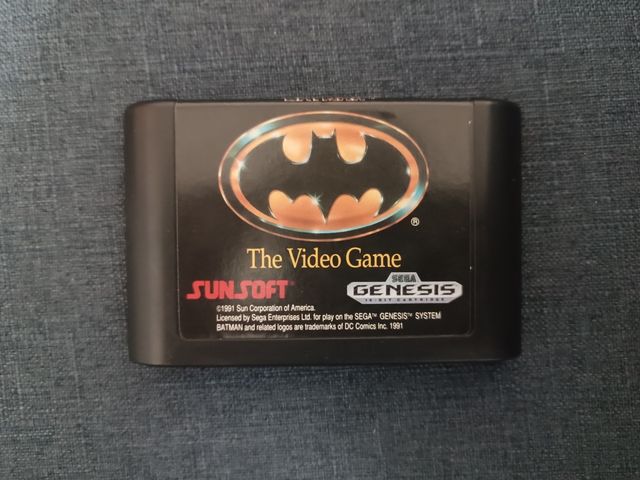 ®
The Video Game
SUNSOFT
SEGA
GENESIS
16-BIT CARTRIDGE
©1991 Sun Corporation of America.
Licensed by Sega Enterprises Ltd. for play on the SEGA™ GENESIS™ SYSTEM
BATMAN and related logos are trademarks of DC Comics Inc. 1991